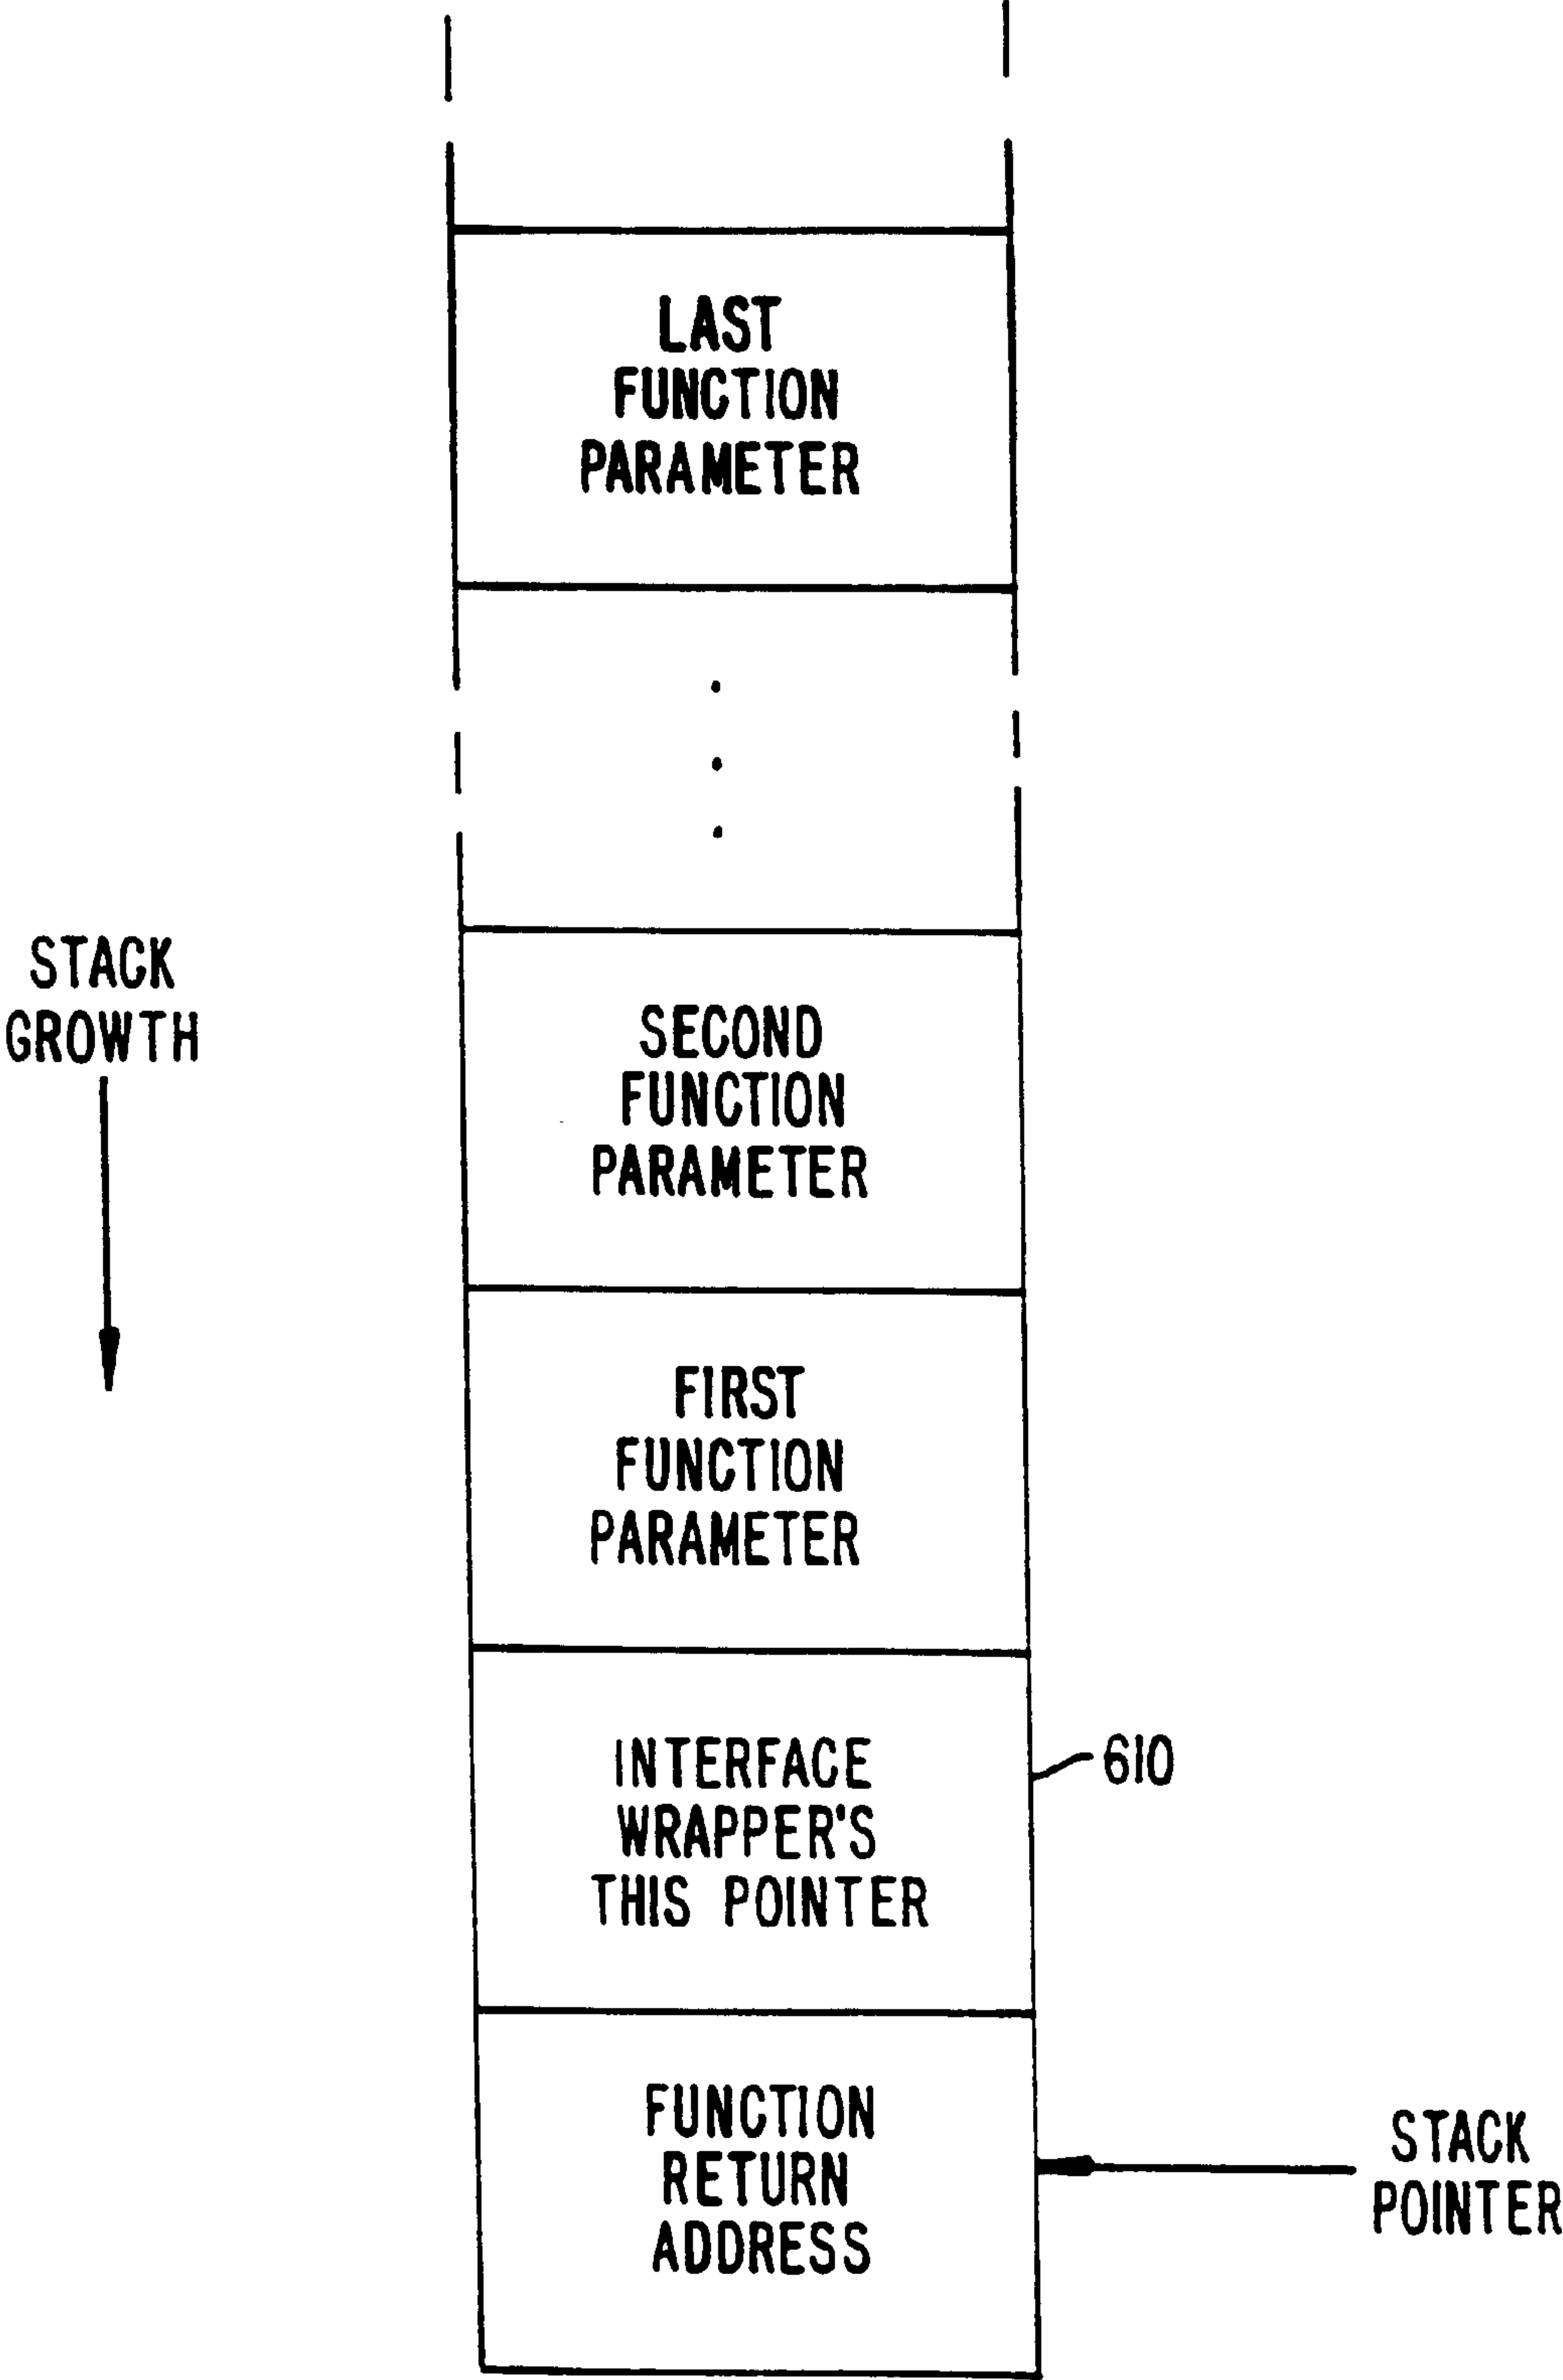 LAST
FUNCTION
PARAMETER
STACK
GROWTH
SECOND
FUNCTION
PARAMETER
FIRST
FUNCTION
PARAMETER
INTERFACE
WRAPPER'S
THIS POINTER
610
FUNCTION
RETURN
ADDRESS
STACK
POINTER